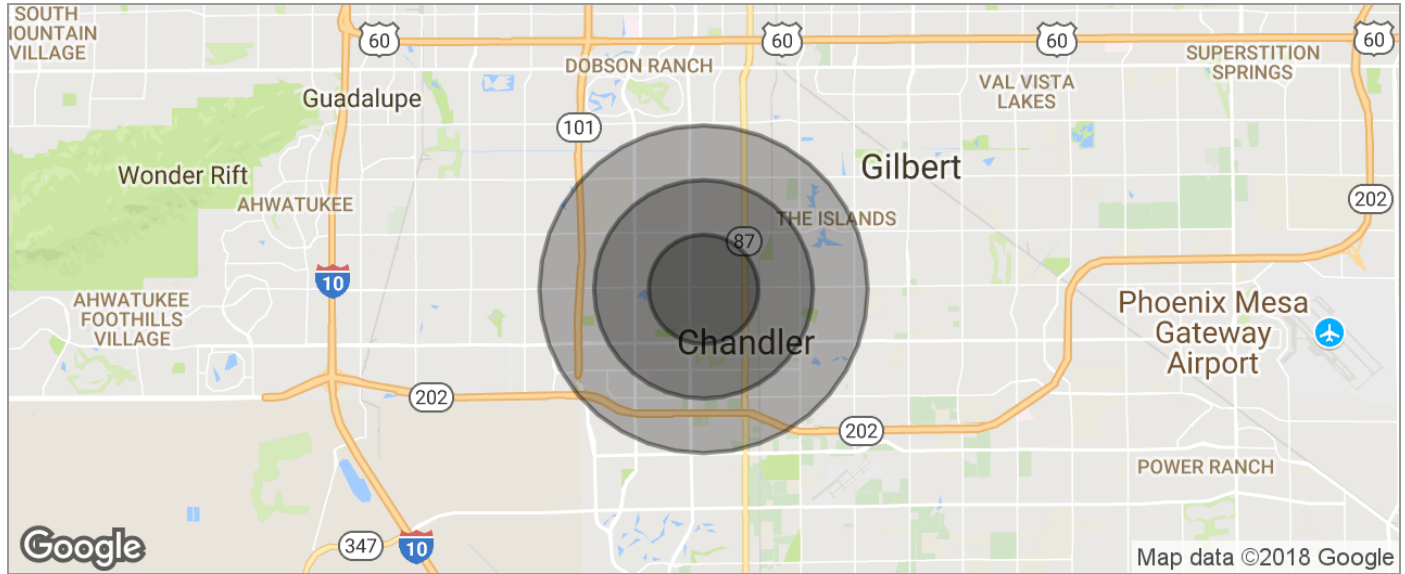 SOUTH
MOUNTAIN
VILLAGE
60
60
60
60
DOBSON RANCH
SUPERSTITION
SPRINGS
VAL VISTA
LAKES
Guadalupe
101
Gilbert
Wonder Rift
AHWATUKEE
202
THE ISLANDS
87
10
AHWATUKEE
FOOTHILLS
VILLAGE
Phoenix Mesa
Gateway
Airport
Chandler
202
202
POWER RANCH
347
10
Google
Map data ©2018 Google